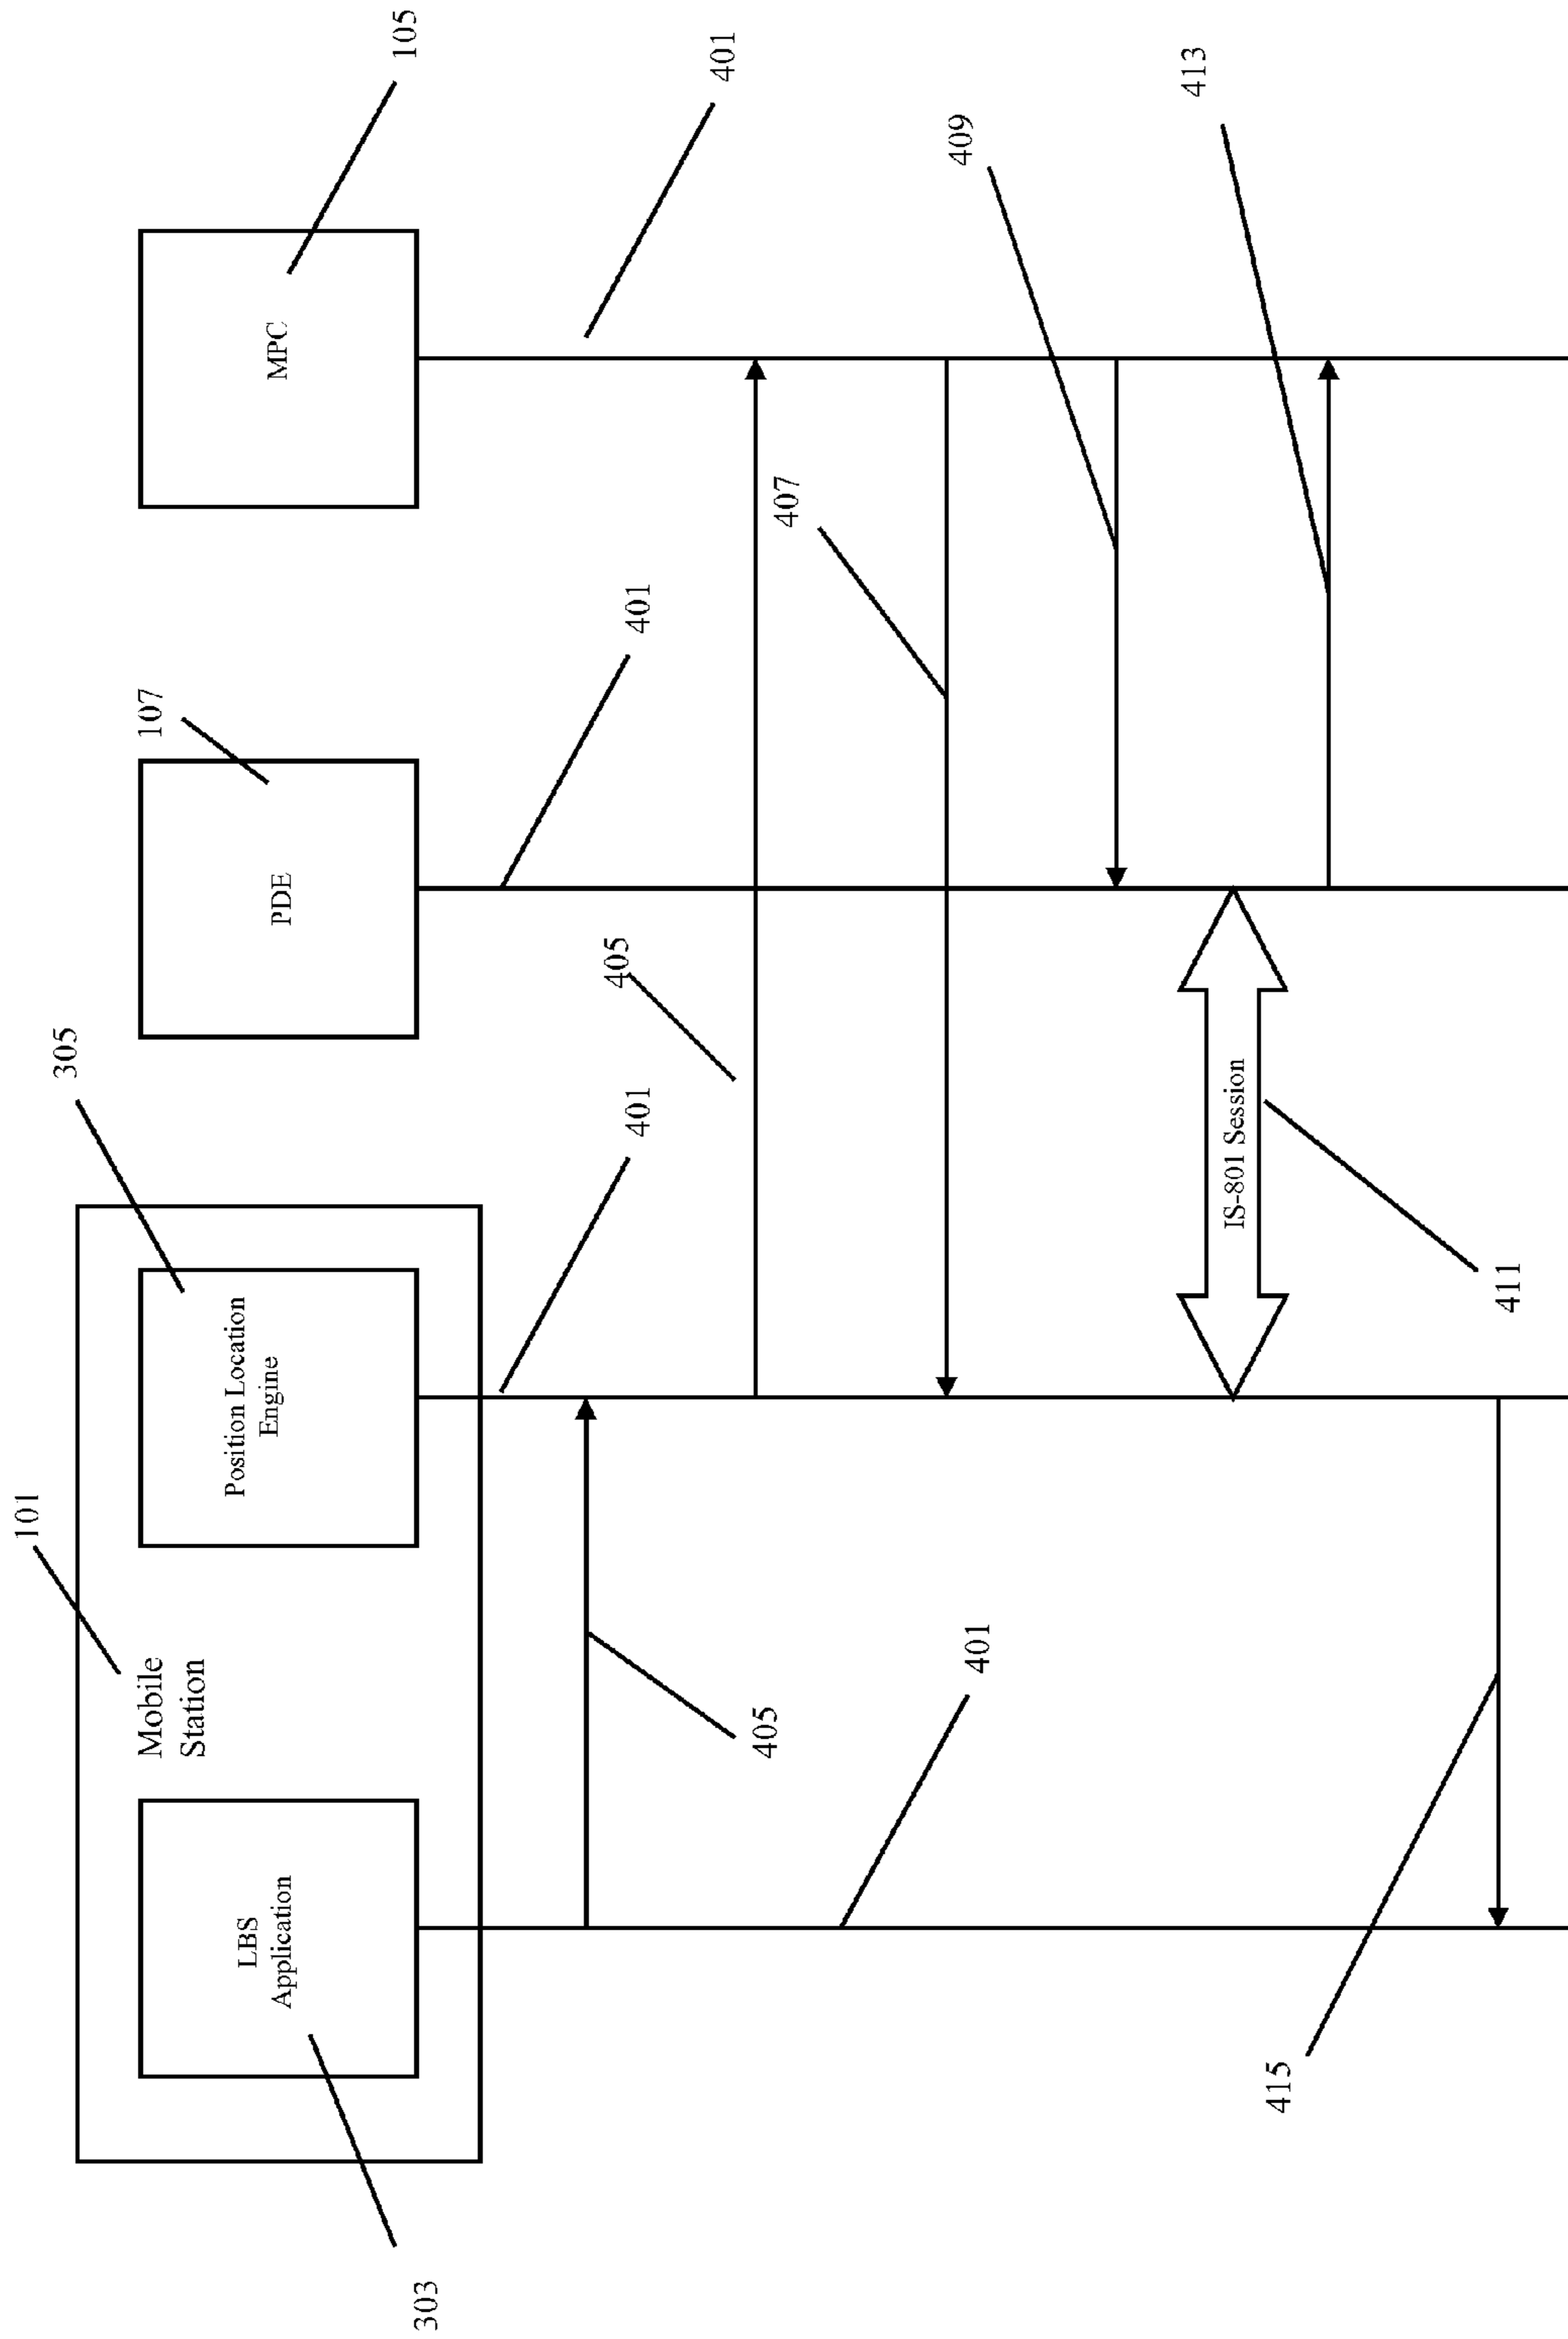 101
305
107
105
Mobile
Station
LBS
Application
Position Location
Engine
PDE
MPC
303
401
401
401
405
405
401
407
409
IS-801 Session
411
413
415